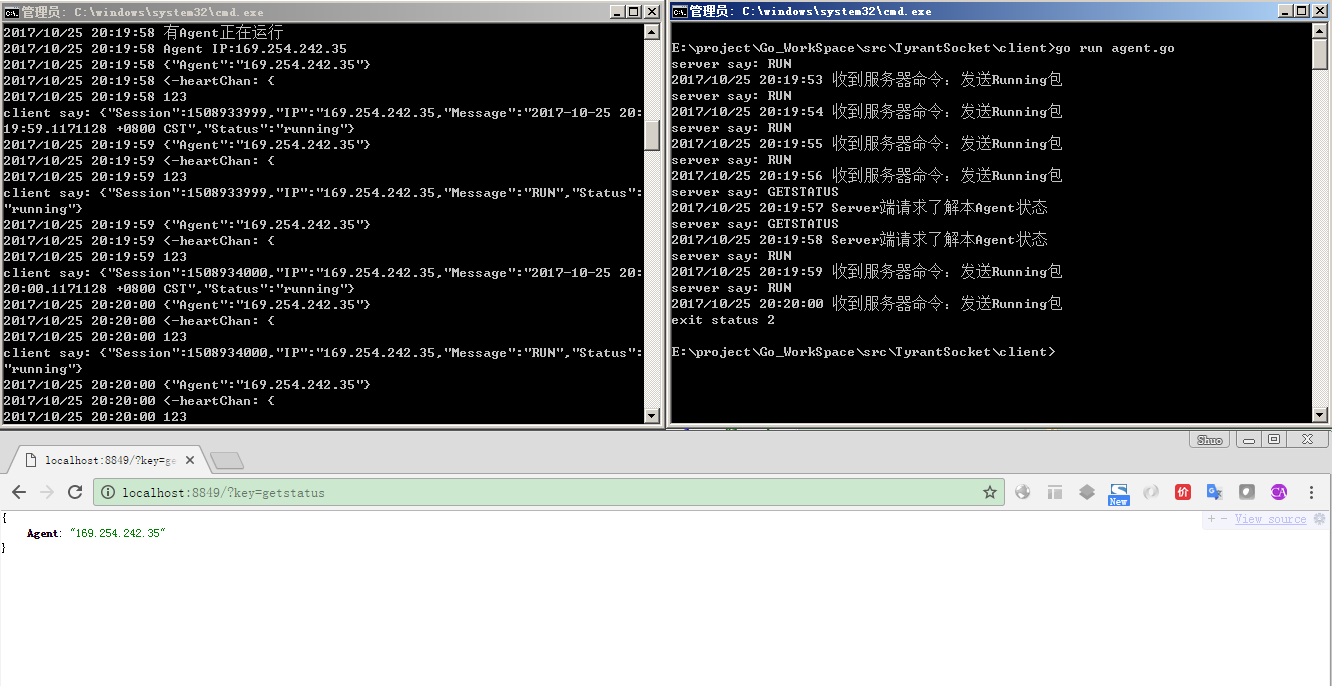 管理员: C:\windows\system32\cmd.exe
2017/10/25 20:19:58 有Agent正在运行
2017/10/25 20:19:58 Agent IP:169.254.242.35
2017/10/25 20:19:58 {"Agent":"169.254.242.35"}
2017/10/25 20:19:58 <-heartChan: {
2017/10/25 20:19:58 123
client say: {"Session":1508933999,"IP":"169.254.242.35,"Message":"2017-10-25 20:
19:59.1171128 +0800 CST","Status":"running"}
2017/10/25 20:19:59 {"Agent":"169.254.242.35"}
2017/10/25 20:19:59 <-heartChan: {
2017/10/25 20:19:59 123
client say: {"Session":1508933999,"IP":"169.254.242.35,"Message":"RUN","Status":
"running"}
2017/10/25 20:19:59 {"Agent":"169.254.242.35"}
2017/10/25 20:19:59 <-heartChan: {
2017/10/25 20:19:59 123
client say: {"Session":1508934000,"IP":"169.254.242.35,"Message":"2017-10-25 20:
20:00.1171128 +0800 CST","Status":"running"}
2017/10/25 20:20:00 {"Agent":"169.254.242.35"}
2017/10/25 20:20:00 <-heartChan: {
2017/10/25 20:20:00 123
client say: {"Session":1508934000,"IP":"169.254.242.35,"Message":"RUN","Status":
"running"}
2017/10/25 20:20:00 {"Agent":"169.254.242.35"}
2017/10/25 20:20:00 <-heartChan: {
2017/10/25 20:20:00 123
管理员: C:\windows\system32\cmd.exe
E:\project\Go_WorkSpace\src\TyrantSocket\client>go run agent.go
server say: RUN
2017/10/25 20:19:53 收到服务器命令：发送Running包
server say: RUN
2017/10/25 20:19:54 收到服务器命令：发送Running包
server say: RUN
2017/10/25 20:19:55 收到服务器命令：发送Running包
server say: RUN
2017/10/25 20:19:56 收到服务器命令：发送Running包
server say: GETSTATUS
2017/10/25 20:19:57 Server端请求了解本Agent状态
server say: GETSTATUS
2017/10/25 20:19:58 Server端请求了解本Agent状态
server say: RUN
2017/10/25 20:19:59 收到服务器命令：发送Running包
server say: RUN
2017/10/25 20:20:00 收到服务器命令：发送Running包
exit status 2
E:\project\Go_WorkSpace\src\TyrantSocket\client>
Shuo
localhost:8849/?key=ge
localhost:8849/?key=getstatus
New
价
CA
{
Agent: "169.254.242.35"
}
+ - View source